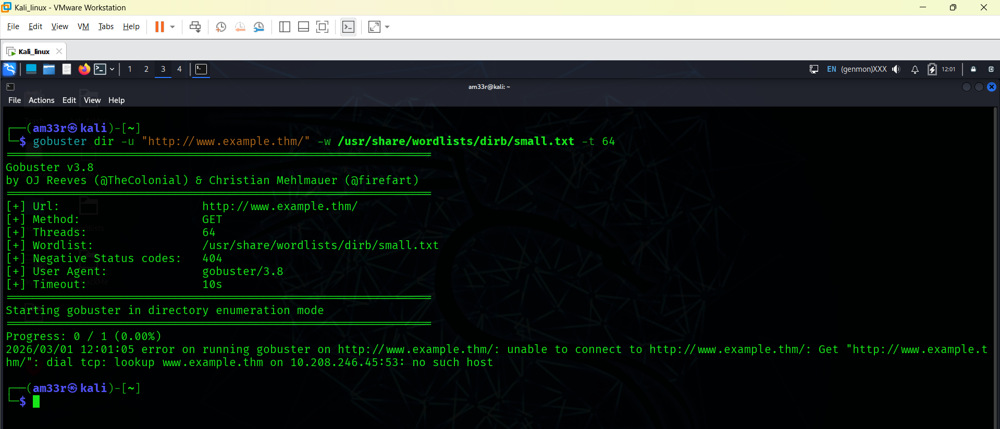 Kali_linux - VMware Workstation
File Edit View VM Tabs Help
Kali_linux
1 2 3 4 EN (genmon)XXX 12:01
am33r@kali: ~
File Actions Edit View Help
┌──(am33r㉿kali)-[~]
└─$ gobuster dir -u "http://www.example.thm/" -w /usr/share/wordlists/dirb/small.txt -t 64
===============================================================
Gobuster v3.8
by OJ Reeves (@TheColonial) & Christian Mehlmauer (@firefart)
===============================================================
[+] Url: http://www.example.thm/
[+] Method: GET
[+] Threads: 64
[+] Wordlist: /usr/share/wordlists/dirb/small.txt
[+] Negative Status codes: 404
[+] User Agent: gobuster/3.8
[+] Timeout: 10s
===============================================================
Starting gobuster in directory enumeration mode
===============================================================
Progress: 0 / 1 (0.00%)
2026/03/01 12:01:05 error on running gobuster on http://www.example.thm/: unable to connect to http://www.example.thm/: Get "http://www.example.t
hm/": dial tcp: lookup www.example.thm on 10.208.246.45:53: no such host
┌──(am33r㉿kali)-[~]
└─$